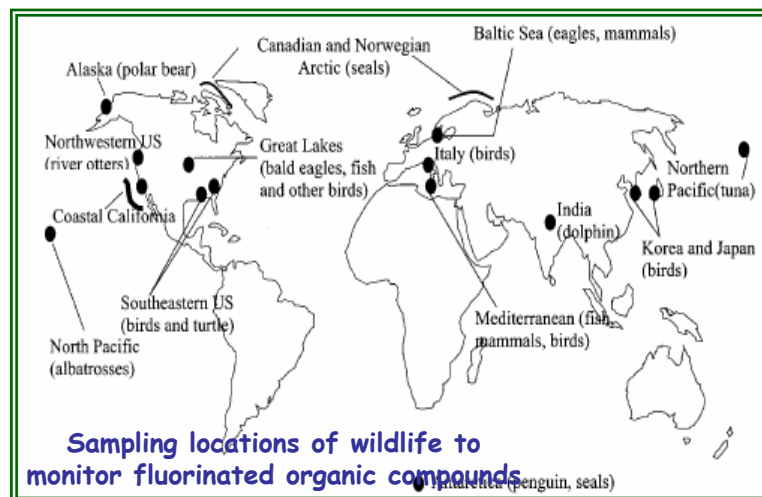 Baltic Sea (eagles, mammals)
Canadian and Norwegian
Arctic (seals)
Alaska (polar bear)
Northwestern US
(river otters)
Great Lakes
(bald eagles, fish
and other birds)
Italy (birds)
Northern
Pacific(tuna)
Coastal California
India
(dolphin)
Korea and Japan
(birds)
Southeastern US
(birds and turtle)
Mediterranean (fish,
mammals, birds)
North Pacific
(albatrosses)
Sampling locations of wildlife to
monitor fluorinated organic compounds
Antarctica (penguin, seals)